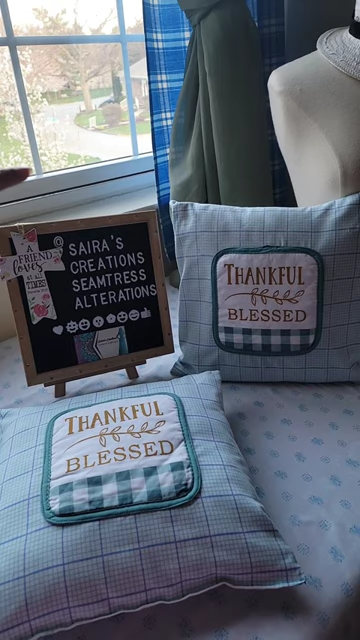 A
FRIEND
loves
AT ALL
TIMES
SAIRA'S
CREATIONS
SEAMTRESS
ALTERATIONS
THANKFUL
BLESSED
THANKFUL
BLESSED